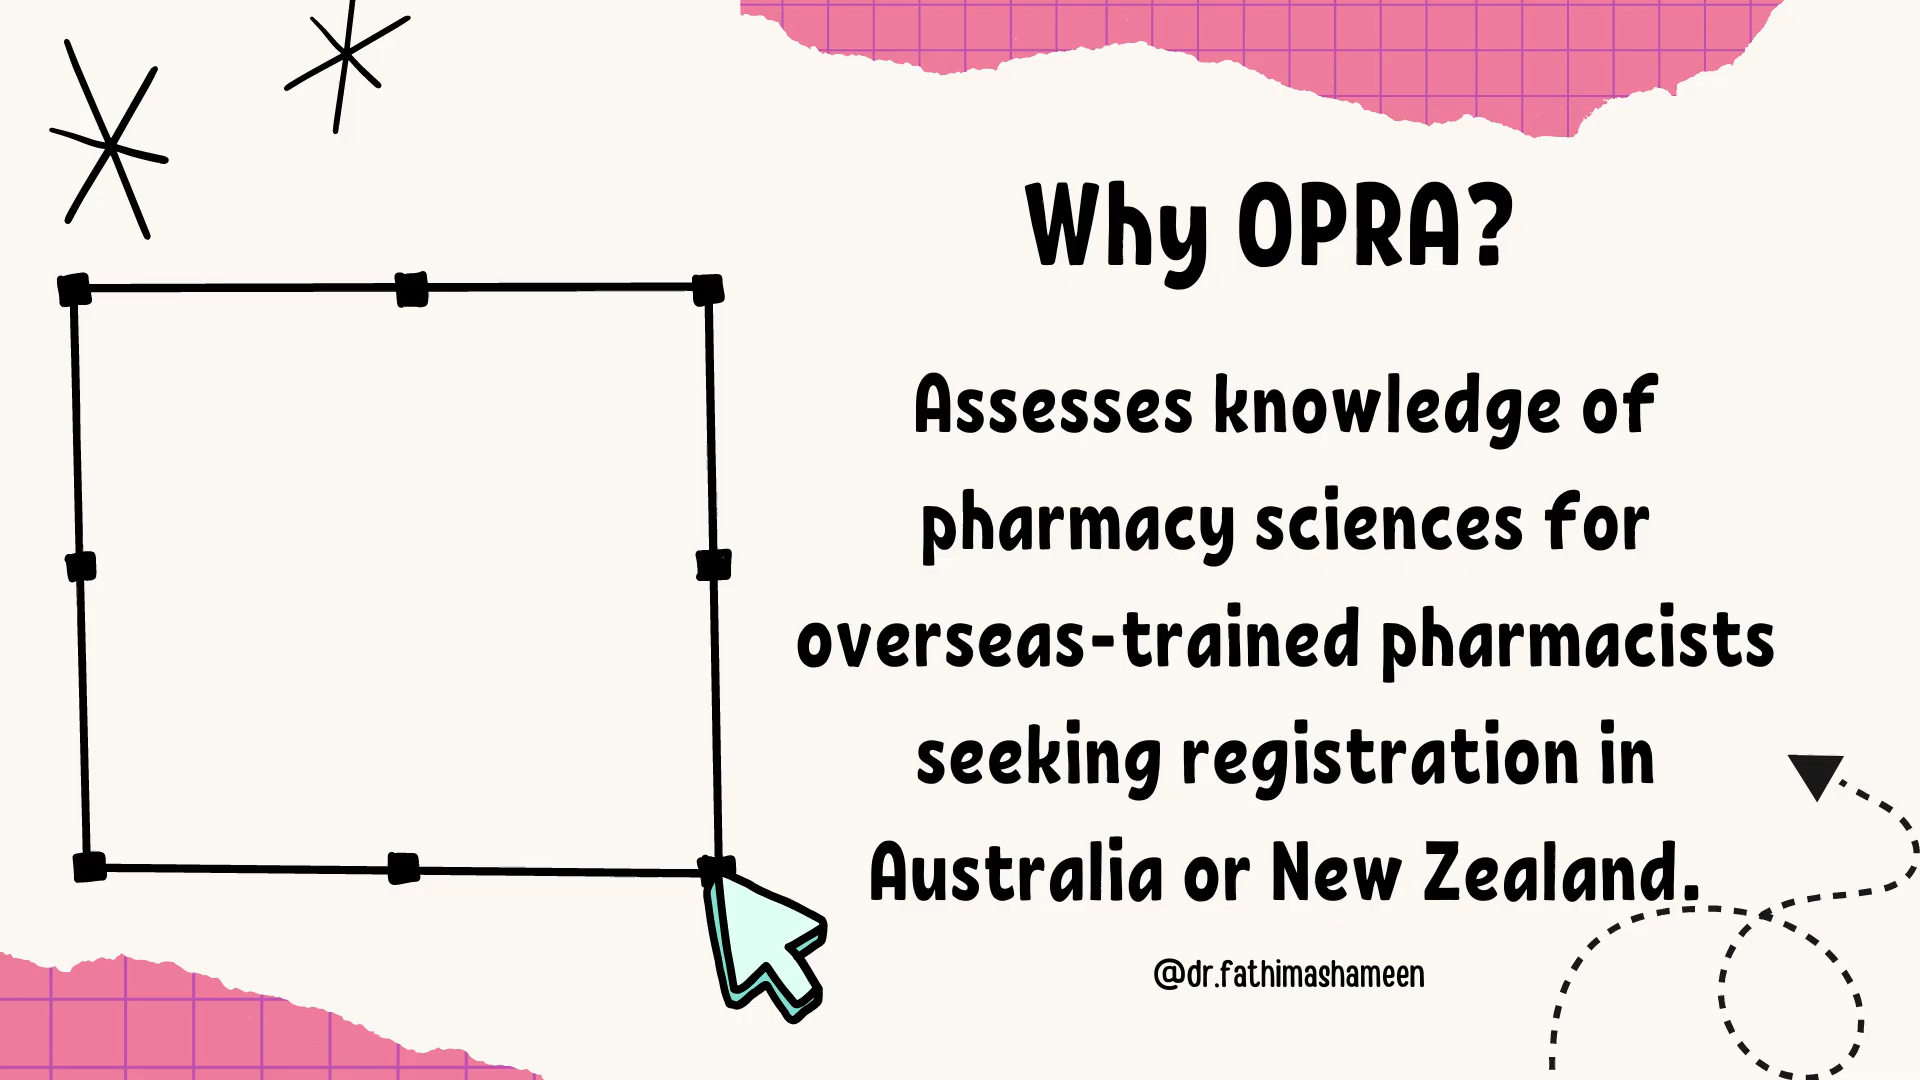 Why OPRA?
Assesses knowledge of
pharmacy sciences for
overseas-trained pharmacists
seeking registration in
Australia or New Zealand.
@dr.fathimashameen